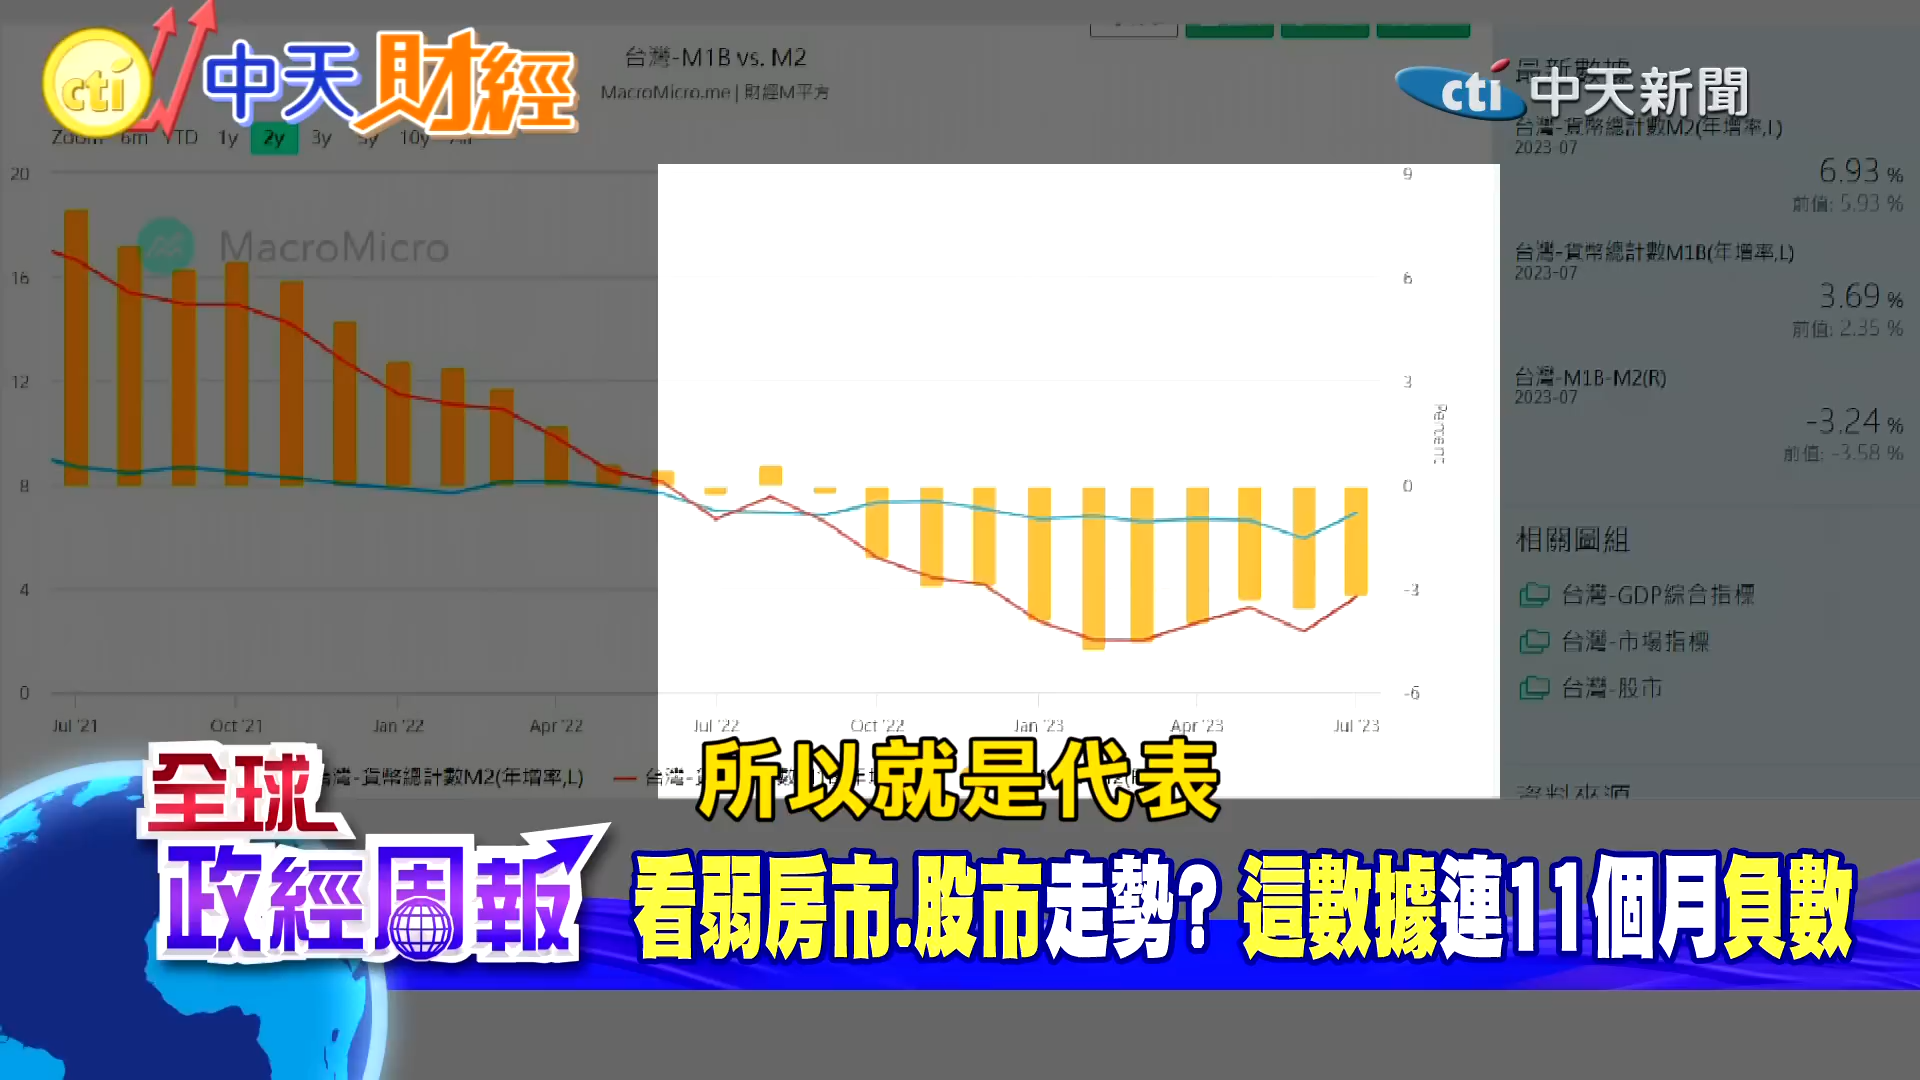 cti 中天財經
cti 中天新聞
台灣-M1B vs. M2
MacroMicro.me | 財經M平方
Zoom 6m YTD 1y 2y 3y 5y 10y All
MacroMicro
20
16
12
8
4
0
9
6
3
0
-3
-6
Percent
Jul '21 Oct '21 Jan '22 Apr '22 Jul '22 Oct '22 Jan '23 Apr '23 Jul '23
台灣-貨幣總計數M2(年增率,L)
最新數據
台灣-貨幣總計數M2(年增率,L)
2023-07
6.93 %
前值: 5.93 %
台灣-貨幣總計數M1B(年增率,L)
2023-07
3.69 %
前值: 2.35 %
台灣-M1B-M2(R)
2023-07
-3.24 %
前值: -3.58 %
相關圖組
台灣-GDP綜合指標
台灣-市場指標
台灣-股市
資料來源
所以就是代表
全球
政經周報
看弱房市.股市走勢? 這數據連11個月負數